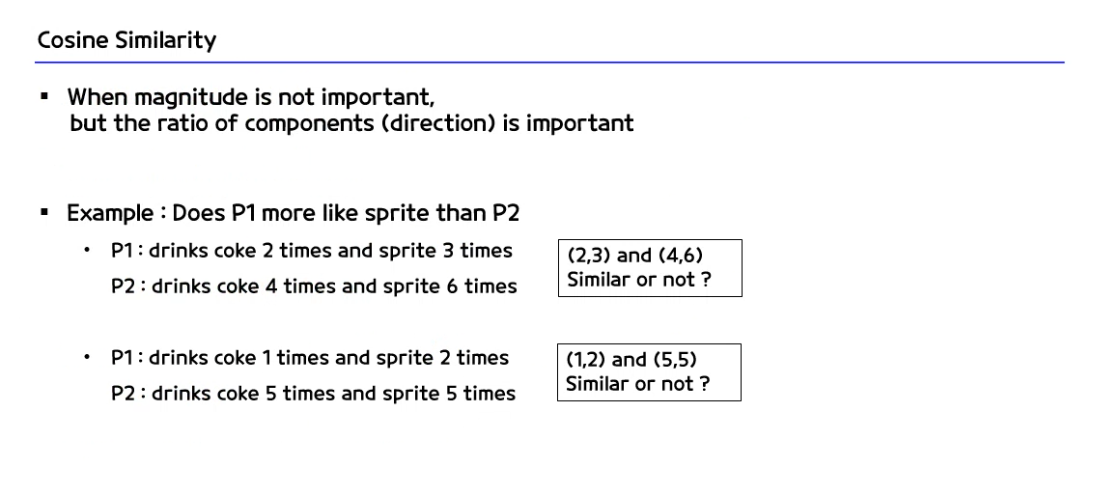 Cosine Similarity
▪ When magnitude is not important,
but the ratio of components (direction) is important
▪ Example : Does P1 more like sprite than P2
• P1 : drinks coke 2 times and sprite 3 times
P2 : drinks coke 4 times and sprite 6 times
(2,3) and (4,6)
Similar or not ?
• P1 : drinks coke 1 times and sprite 2 times
P2 : drinks coke 5 times and sprite 5 times
(1,2) and (5,5)
Similar or not ?